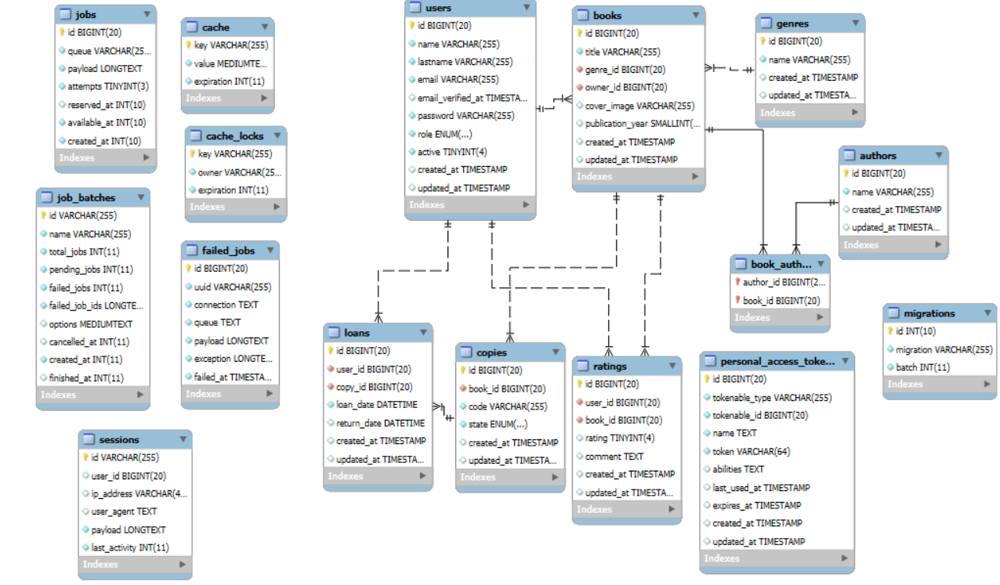 jobs
id BIGINT(20)
queue VARCHAR(25...
payload LONGTEXT
attempts TINYINT(3)
reserved_at INT(10)
available_at INT(10)
created_at INT(10)
Indexes
cache
key VARCHAR(255)
value MEDIUMTE...
expiration INT(11)
Indexes
cache_locks
key VARCHAR(255)
owner VARCHAR(25...
expiration INT(11)
Indexes
job_batches
id VARCHAR(255)
name VARCHAR(255)
total_jobs INT(11)
pending_jobs INT(11)
failed_jobs INT(11)
failed_job_ids LONGTE...
options MEDIUMTEXT
cancelled_at INT(11)
created_at INT(11)
finished_at INT(11)
Indexes
failed_jobs
id BIGINT(20)
uuid VARCHAR(255)
connection TEXT
queue TEXT
payload LONGTEXT
exception LONGTE...
failed_at TIMESTA...
Indexes
sessions
id VARCHAR(255)
user_id BIGINT(20)
ip_address VARCHAR(4...
user_agent TEXT
payload LONGTEXT
last_activity INT(11)
Indexes
users
id BIGINT(20)
name VARCHAR(255)
lastname VARCHAR(255)
email VARCHAR(255)
email_verified_at TIMESTA...
password VARCHAR(255)
role ENUM(...)
active TINYINT(4)
created_at TIMESTAMP
updated_at TIMESTAMP
Indexes
books
id BIGINT(20)
title VARCHAR(255)
genre_id BIGINT(20)
owner_id BIGINT(20)
cover_image VARCHAR(255)
publication_year SMALLINT(...
created_at TIMESTAMP
updated_at TIMESTAMP
Indexes
genres
id BIGINT(20)
name VARCHAR(255)
created_at TIMESTAMP
updated_at TIMESTA...
Indexes
authors
id BIGINT(20)
name VARCHAR(255)
created_at TIMESTAMP
updated_at TIMESTA...
Indexes
book_auth...
author_id BIGINT(2...
book_id BIGINT(20)
Indexes
loans
id BIGINT(20)
user_id BIGINT(20)
copy_id BIGINT(20)
loan_date DATETIME
return_date DATETIME
created_at TIMESTAMP
updated_at TIMESTA...
Indexes
copies
id BIGINT(20)
book_id BIGINT(20)
code VARCHAR(255)
state ENUM(...)
created_at TIMESTAMP
updated_at TIMESTA...
Indexes
ratings
id BIGINT(20)
user_id BIGINT(20)
book_id BIGINT(20)
rating TINYINT(4)
comment TEXT
created_at TIMESTAMP
updated_at TIMESTA...
Indexes
personal_access_toke...
id BIGINT(20)
tokenable_type VARCHAR(255)
tokenable_id BIGINT(20)
name TEXT
token VARCHAR(64)
abilities TEXT
last_used_at TIMESTAMP
expires_at TIMESTAMP
created_at TIMESTAMP
updated_at TIMESTAMP
Indexes
migrations
id INT(10)
migration VARCHAR(255)
batch INT(11)
Indexes